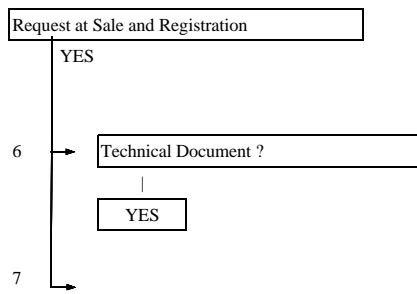 Request at Sale and Registration
YES
6 Technical Document ?
YES
7